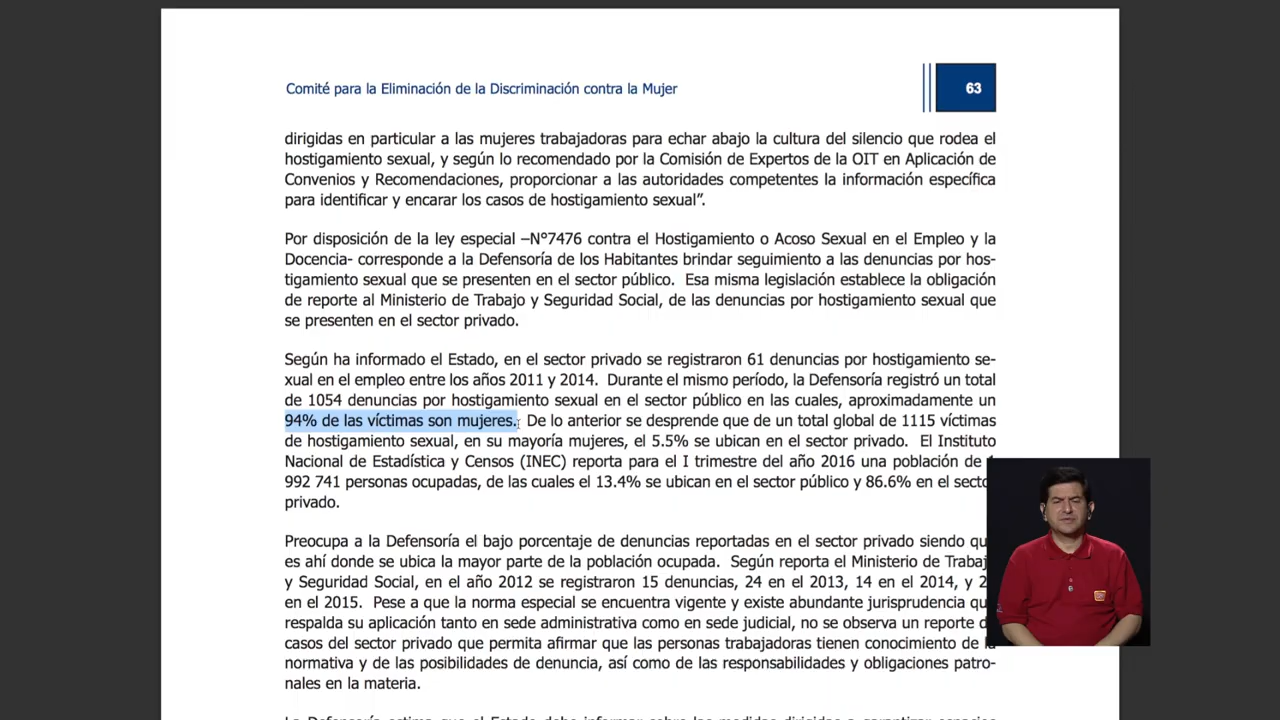 Comité para la Eliminación de la Discriminación contra la Mujer
63
dirigidas en particular a las mujeres trabajadoras para echar abajo la cultura del silencio que rodea el
hostigamiento sexual, y según lo recomendado por la Comisión de Expertos de la OIT en Aplicación de
Convenios y Recomendaciones, proporcionar a las autoridades competentes la información específica
para identificar y encarar los casos de hostigamiento sexual”.
Por disposición de la ley especial –N°7476 contra el Hostigamiento o Acoso Sexual en el Empleo y la
Docencia- corresponde a la Defensoría de los Habitantes brindar seguimiento a las denuncias por hos-
tigamiento sexual que se presenten en el sector público. Esa misma legislación establece la obligación
de reporte al Ministerio de Trabajo y Seguridad Social, de las denuncias por hostigamiento sexual que
se presenten en el sector privado.
Según ha informado el Estado, en el sector privado se registraron 61 denuncias por hostigamiento se-
xual en el empleo entre los años 2011 y 2014. Durante el mismo período, la Defensoría registró un total
de 1054 denuncias por hostigamiento sexual en el sector público en las cuales, aproximadamente un
94% de las víctimas son mujeres. De lo anterior se desprende que de un total global de 1115 víctimas
de hostigamiento sexual, en su mayoría mujeres, el 5.5% se ubican en el sector privado. El Instituto
Nacional de Estadística y Censos (INEC) reporta para el I trimestre del año 2016 una población de
992 741 personas ocupadas, de las cuales el 13.4% se ubican en el sector público y 86.6% en el secto
privado.
Preocupa a la Defensoría el bajo porcentaje de denuncias reportadas en el sector privado siendo qu
es ahí donde se ubica la mayor parte de la población ocupada. Según reporta el Ministerio de Trabaj
y Seguridad Social, en el año 2012 se registraron 15 denuncias, 24 en el 2013, 14 en el 2014, y 2
en el 2015. Pese a que la norma especial se encuentra vigente y existe abundante jurisprudencia qu
respalda su aplicación tanto en sede administrativa como en sede judicial, no se observa un reporte d
casos del sector privado que permita afirmar que las personas trabajadoras tienen conocimiento de
normativa y de las posibilidades de denuncia, así como de las responsabilidades y obligaciones patro-
nales en la materia.
La Defensoría estima que el Estado debe informar sobre las medidas dirigidas a garantizar espacios